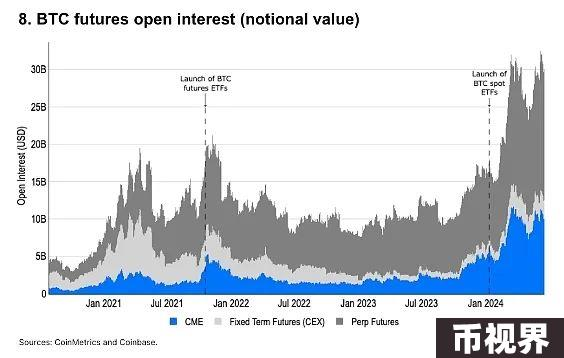 8. BTC futures open interest (notional value)
Launch of BTC
futures ETFs
Launch of
BTC spot
ETFs
Open Interest (USD)
30B
25B
20B
15B
10B
5B
0
Jan 2021
Jul 2021
Jan 2022
Jul 2022
Jan 2023
Jul 2023
Jan 2024
CME
Fixed Term Futures (CEX)
Perp Futures
Sources: CoinMetrics and Coinbase.
币视界